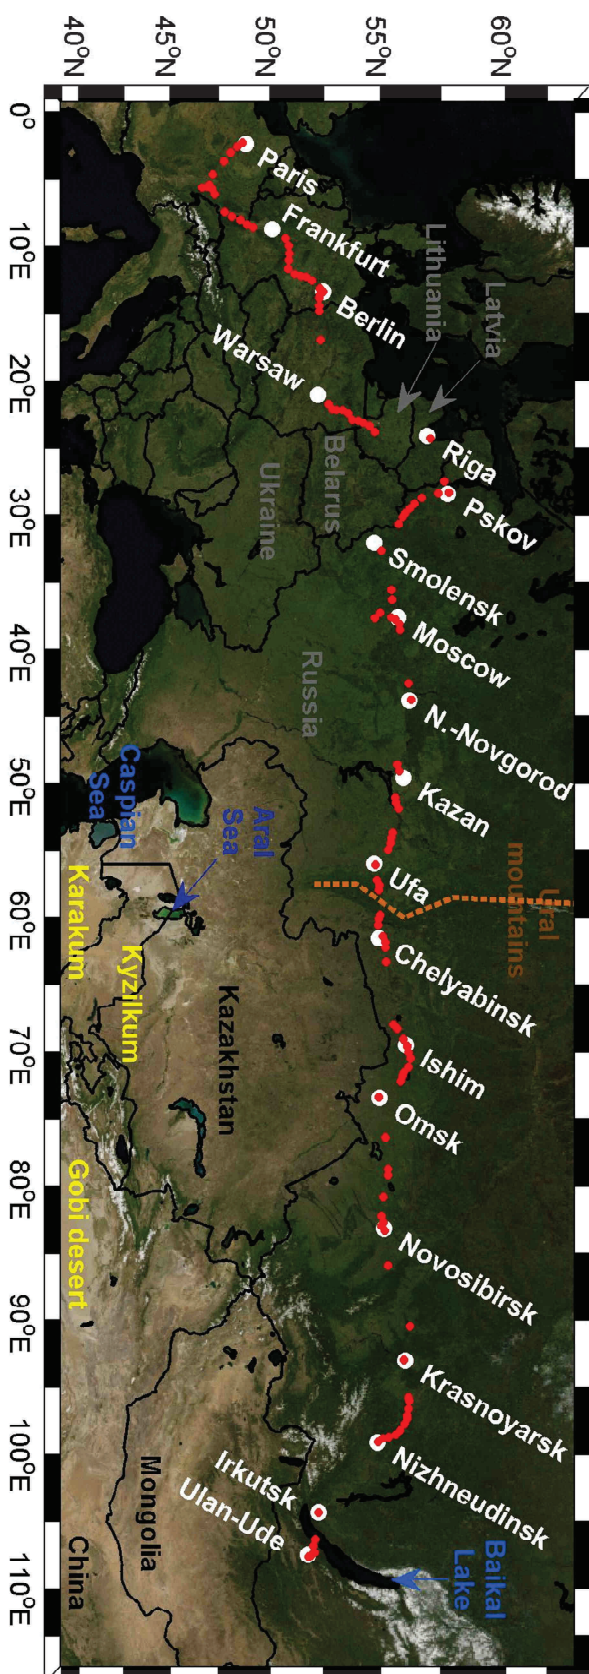 60°N
55°N
50°N
45°N
40°N
0°
10°E
20°E
30°E
40°E
50°E
60°E
70°E
80°E
90°E
100°E
110°E
Paris
Frankfurt
Berlin
Warsaw
Lithuania
Latvia
Riga
Pskov
Belarus
Ukraine
Smolensk
Moscow
Russia
N.-Novgorod
Kazan
Caspian
Sea
Aral
Sea
Ufa
Ural
mountains
Karakum
Kyzilkum
Chelyabinsk
Kazakhstan
Ishim
Omsk
Gobi desert
Novosibirsk
Krasnoyarsk
Nizhneudinsk
Irkutsk
Ulan-Ude
Baikal
Lake
Mongolia
China